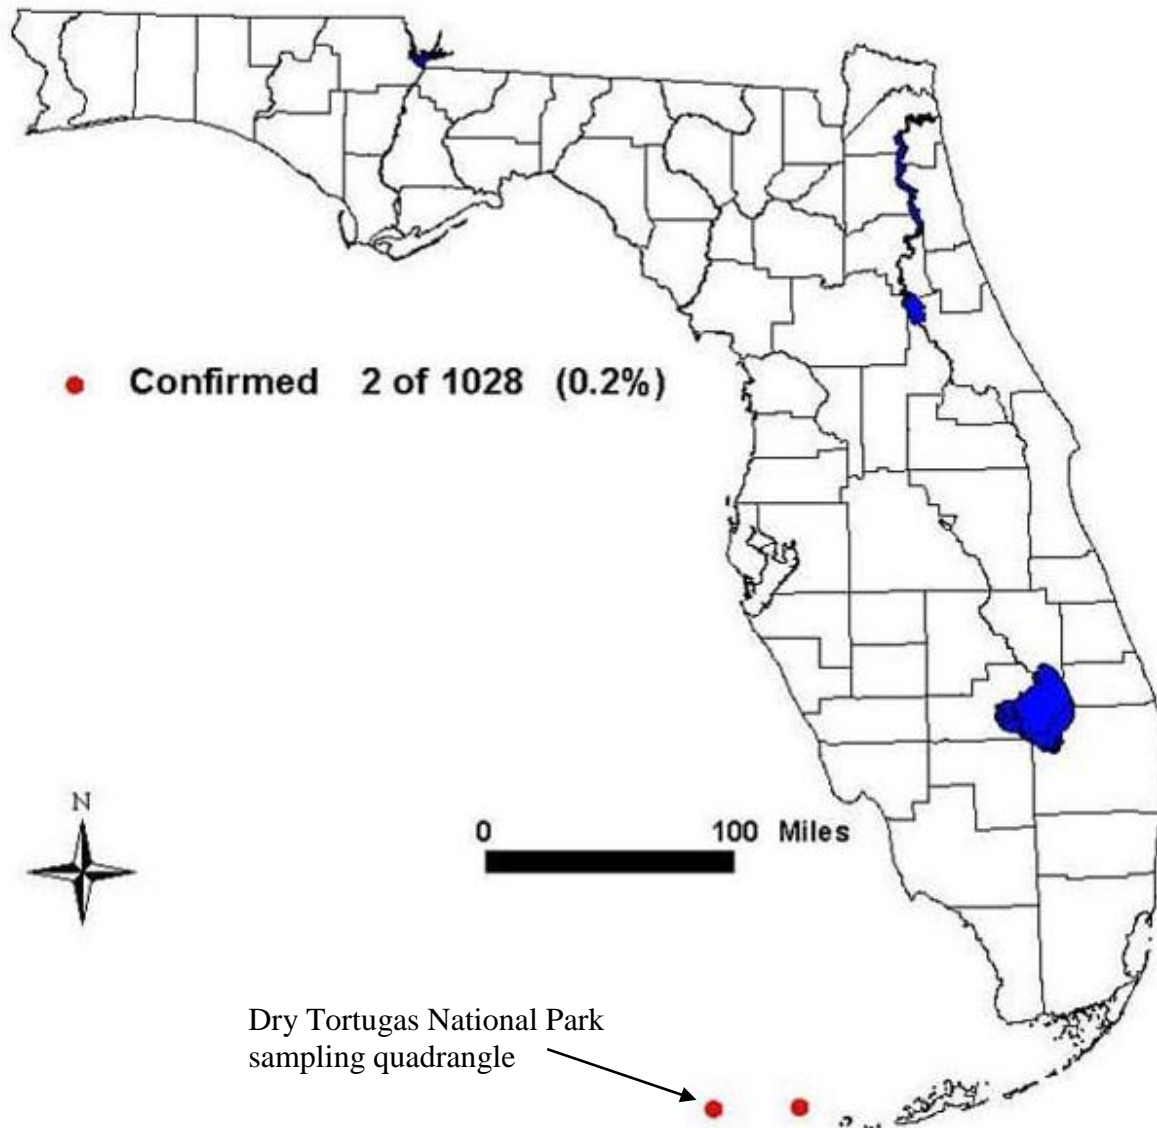 Confirmed 2 of 1028 (0.2%)
N
0 100 Miles
Dry Tortugas National Park
sampling quadrangle